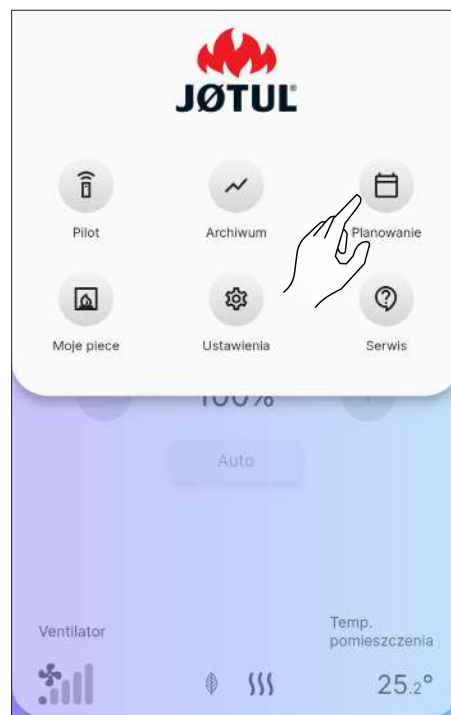 JØTUL
Pilot
Archiwum
Planowanie
Moje piece
Ustawienia
Serwis
100%
Auto
Ventilator
Temp.
pomieszczenia
25.2°